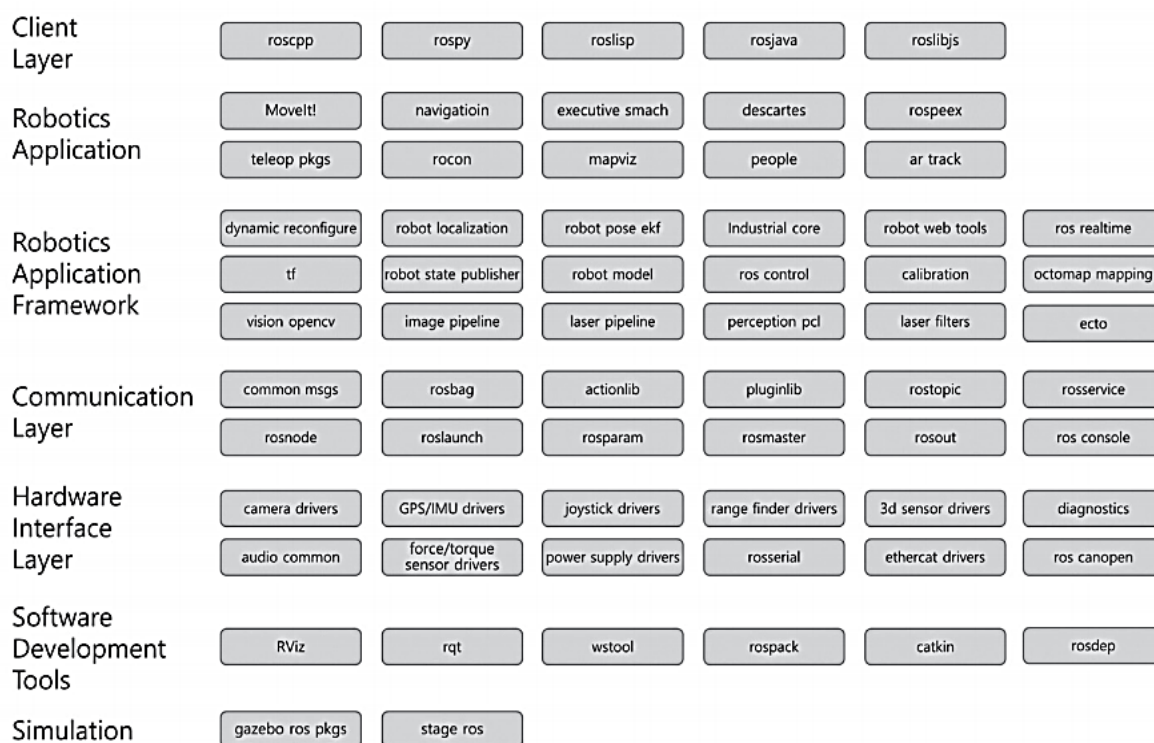 Client
Layer
roscpp
rospy
roslisp
rosjava
roslibjs
Robotics
Application
MoveIt!
navigatioin
executive smach
descartes
rospeex
teleop pkgs
rocon
mapviz
people
ar track
Robotics
Application
Framework
dynamic reconfigure
robot localization
robot pose ekf
Industrial core
robot web tools
ros realtime
tf
robot state publisher
robot model
ros control
calibration
octomap mapping
vision opencv
image pipeline
laser pipeline
perception pcl
laser filters
ecto
Communication
Layer
common msgs
rosbag
actionlib
pluginlib
rostopic
rosservice
rosnode
roslaunch
rosparam
rosmaster
rosout
ros console
Hardware
Interface
Layer
camera drivers
GPS/IMU drivers
joystick drivers
range finder drivers
3d sensor drivers
diagnostics
audio common
force/torque
sensor drivers
power supply drivers
rosserial
ethercat drivers
ros canopen
Software
Development
Tools
RViz
rqt
wstool
rospack
catkin
rosdep
Simulation
gazebo ros pkgs
stage ros